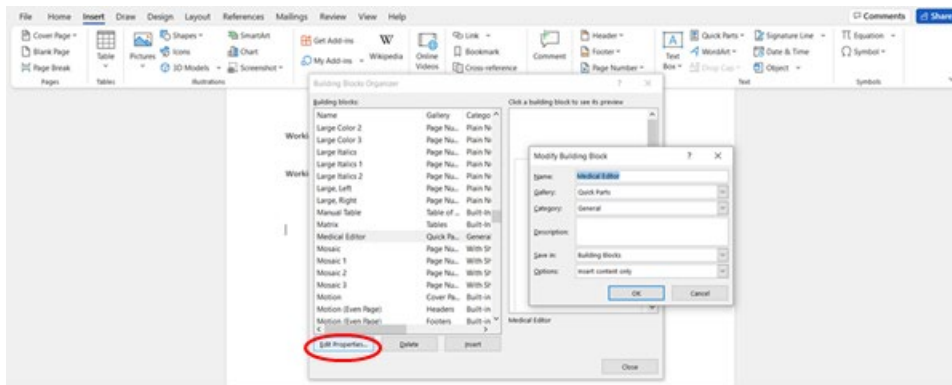 File Home Insert Draw Design Layout References Mailings Review View Help Comments Share
Cover Page
Blank Page
Page Break
Pages
Table
Tables
Pictures
Shapes
Icons
3D Models
SmartArt
Chart
Screenshot
Illustrations
Get Add-ins
My Add-ins
Wikipedia
Online
Videos
Link
Bookmark
Cross-reference
Comment
Header
Footer
Page Number
Text
Box
Quick Parts
WordArt
Drop Cap
Signature Line
Date & Time
Object
Text
Equation
Symbol
Symbols
Worki
Worki
Building Blocks Organizer ? ×
Building blocks:
Name Gallery Catego
Large Color 2 Page Nu... Plain N
Large Color 3 Page Nu... Plain N
Large Italics Page Nu... Plain N
Large Italics 1 Page Nu... Plain N
Large Italics 2 Page Nu... Plain N
Large, Left Page Nu... Plain N
Large, Right Page Nu... Plain N
Manual Table Table of ... Built-In
Matrix Tables Built-In
Medical Editor Quick Pa... General
Mosaic Page Nu... With Sh
Mosaic 1 Page Nu... With Sh
Mosaic 2 Page Nu... With Sh
Mosaic 3 Page Nu... With Sh
Motion Cover Pa... Built-in
Motion (Even Page) Headers Built-in
Motion (Even Page) Footers Built-in
Edit Properties... Delete Insert
Click a building block to see its preview
Medical Editor
Close
Modify Building Block ? ×
Name: Medical Editor
Gallery: Quick Parts
Category: General
Description:
Save in: Building Blocks
Options: Insert content only
OK Cancel